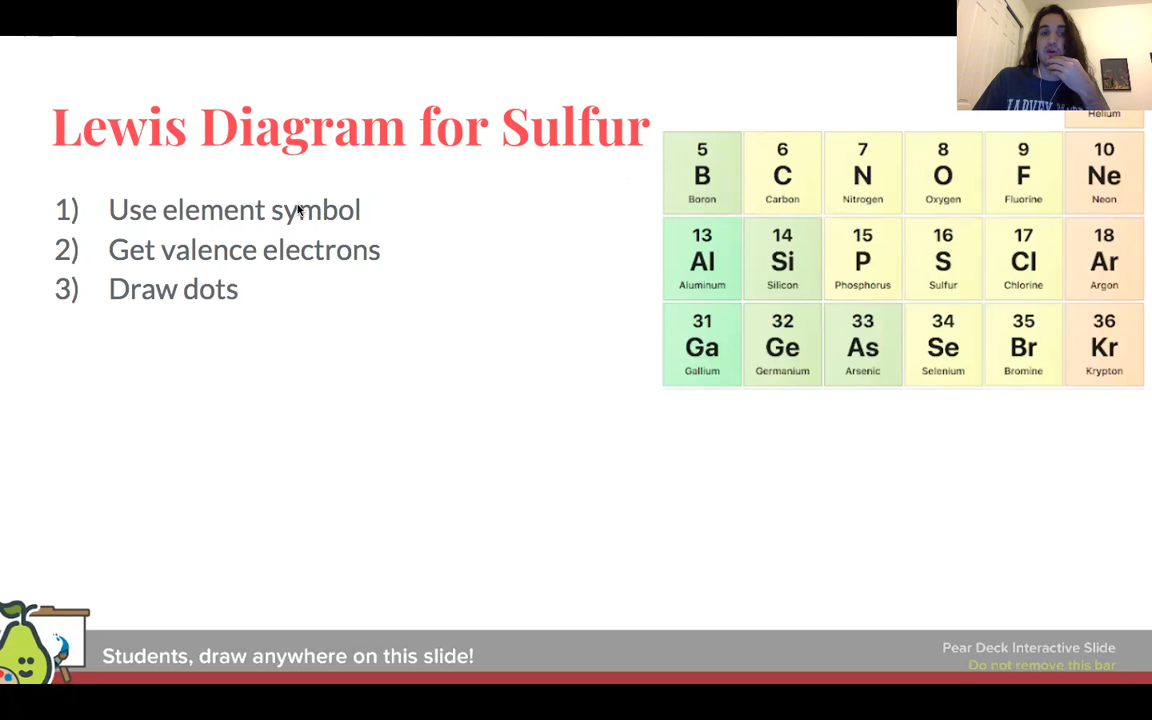 Lewis Diagram for Sulfur
1) Use element symbol
2) Get valence electrons
3) Draw dots
Helium
5 6 7 8 9 10
B C N O F Ne
Boron Carbon Nitrogen Oxygen Fluorine Neon
13 14 15 16 17 18
Al Si P S Cl Ar
Aluminum Silicon Phosphorus Sulfur Chlorine Argon
31 32 33 34 35 36
Ga Ge As Se Br Kr
Gallium Germanium Arsenic Selenium Bromine Krypton
Students, draw anywhere on this slide!
Pear Deck Interactive Slide
Do not remove this bar